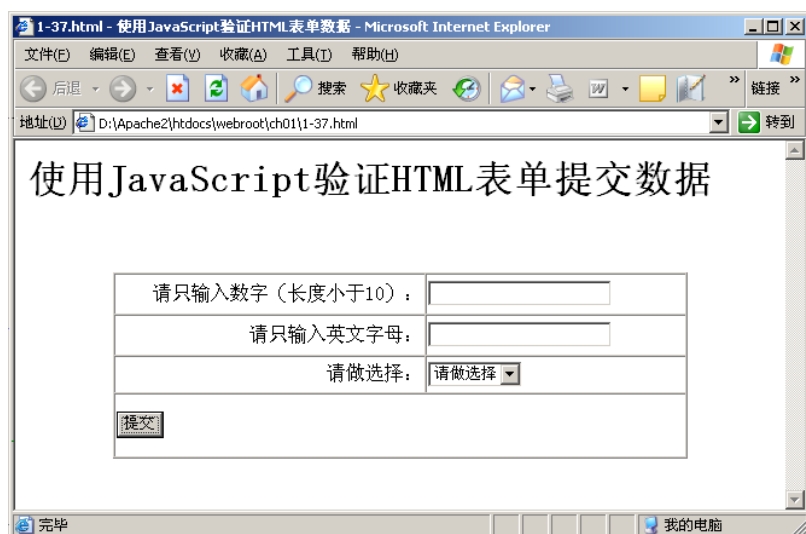 1-37.html - 使用JavaScript验证HTML表单数据 - Microsoft Internet Explorer
文件(F) 编辑(E) 查看(V) 收藏(A) 工具(T) 帮助(H)
后退 搜索 收藏夹 W » 链接 »
地址(D) D:\Apache2\htdocs\webroot\ch01\1-37.html 转到
使用JavaScript验证HTML表单提交数据
请只输入数字（长度小于10）：
请只输入英文字母：
请做选择： 请做选择
提交
完毕 我的电脑